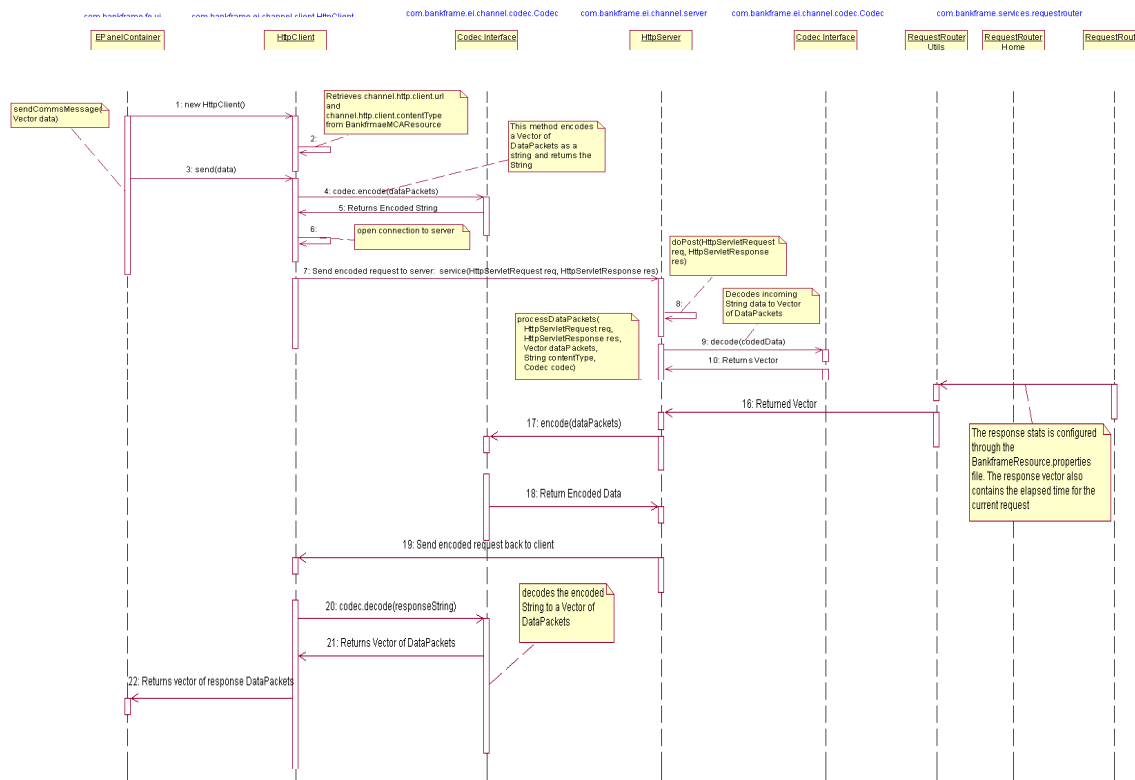 com.bankframe.fe.ui
com.bankframe.ei.channel.client.HttpClient
com.bankframe.ei.channel.codec.Codec
com.bankframe.ei.channel.server
com.bankframe.ei.channel.codec.Codec
com.bankframe.services.requestrouter
EPanelContainer
HttpClient
Codec Interface
HttpServer
Codec Interface
RequestRouter
Utils
RequestRouter
Home
RequestRout
sendCommsMessage(
Vector data)
1: new HttpClient()
Retrieves channel.http.client.url
and
channel.http.client.contentType
from BankfrmaeMCAResource
2:
This method encodes
a Vector of
DataPackets as a
string and returns the
String
3: send(data)
4: codec.encode(dataPackets)
5: Returns Encoded String
6:
open connection to server
doPost(HttpServletRequest
req, HttpServletResponse
res)
7: Send encoded request to server: service(HttpServletRequest req, HttpServletResponse res)
8:
Decodes incoming
String data to Vector
of DataPackets
processDataPackets(
HttpServletRequest req,
HttpServletResponse res,
Vector dataPackets,
String contentType,
Codec codec)
9: decode(codedData)
10: Returns Vector
16: Returned Vector
17: encode(dataPackets)
The response stats is configured
through the
BankframeResource.properties
file. The response vector also
contains the elapsed time for the
current request
18: Return Encoded Data
19: Send encoded request back to client
decodes the encoded
String to a Vector of
DataPackets
20: codec.decode(responseString)
21: Returns Vector of DataPackets
22: Returns vector of response DataPackets